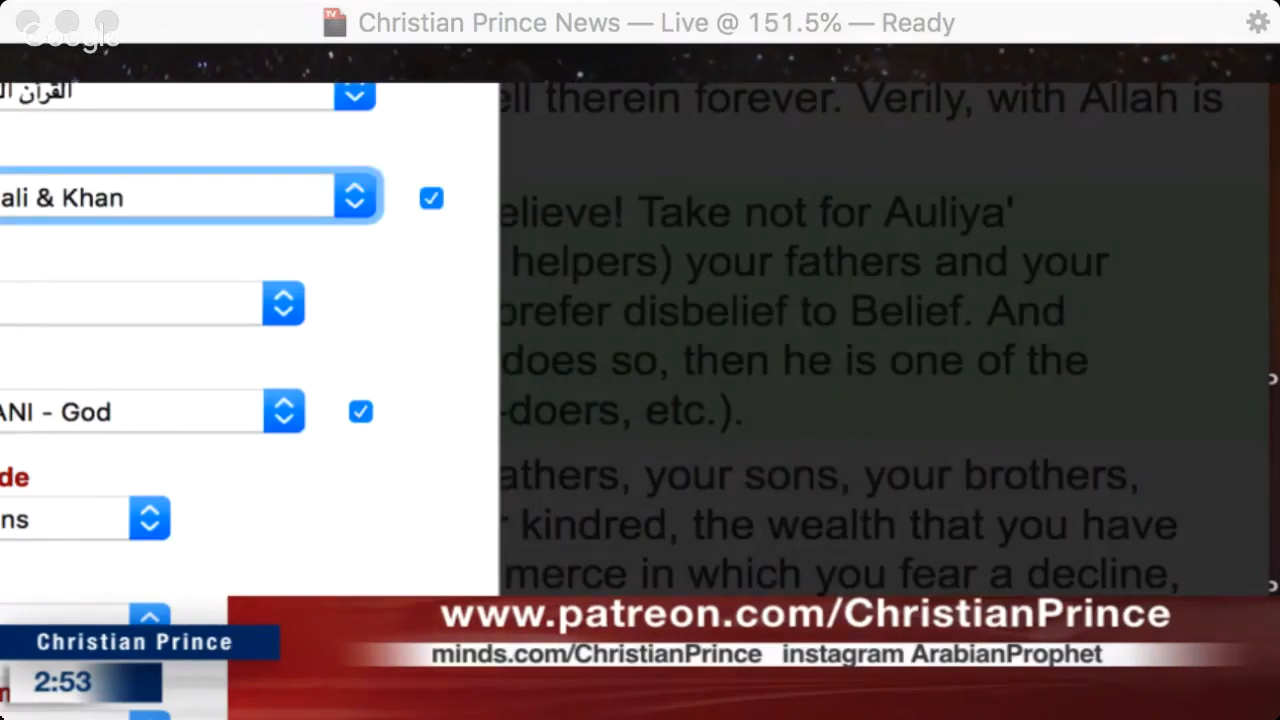 TV
Christian Prince News — Live @ 151.5% — Ready
Google
القرآن ال
ell therein forever. Verily, with Allah is
ali & Khan
elieve! Take not for Auliya'
helpers) your fathers and your
prefer disbelief to Belief. And
does so, then he is one of the
ANI - God
-doers, etc.).
de
athers, your sons, your brothers,
ns
kindred, the wealth that you have
merce in which you fear a decline,
www.patreon.com/ChristianPrince
Christian Prince
minds.com/ChristianPrince instagram ArabianProphet
2:53